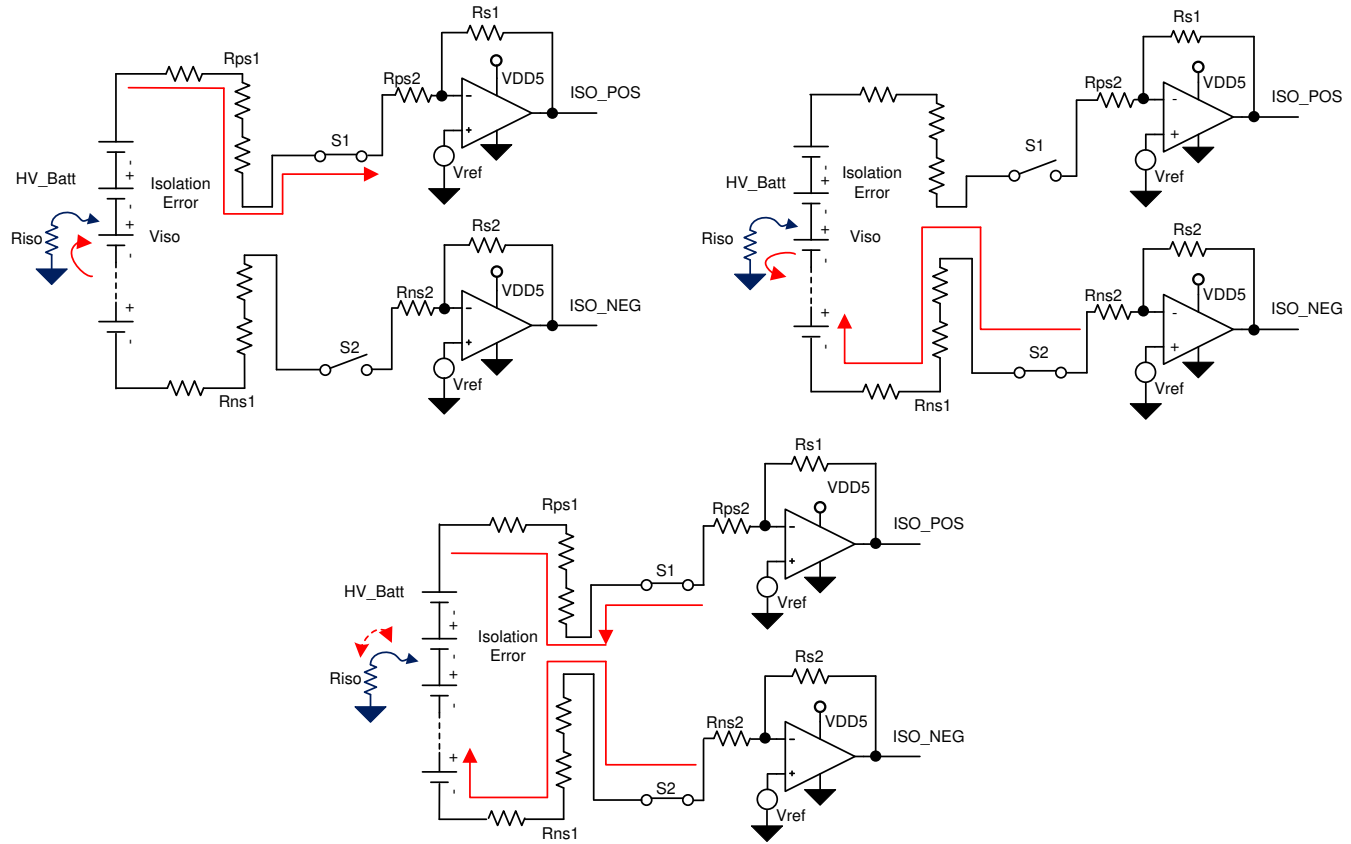 Rs1
Rps1
Rps2
VDD5
ISO_POS
S1
Vref
HV_Batt
Isolation
Error
Riso
Viso
Rs2
Rns2
VDD5
ISO_NEG
S2
Vref
Rns1
Rs1
Rps2
VDD5
ISO_POS
S1
Vref
HV_Batt
Isolation
Error
Riso
Viso
Rs2
Rns2
VDD5
ISO_NEG
S2
Vref
Rns1
Rs1
Rps1
Rps2
VDD5
ISO_POS
S1
Vref
HV_Batt
Isolation
Error
Riso
Rs2
Rns2
VDD5
ISO_NEG
S2
Vref
Rns1